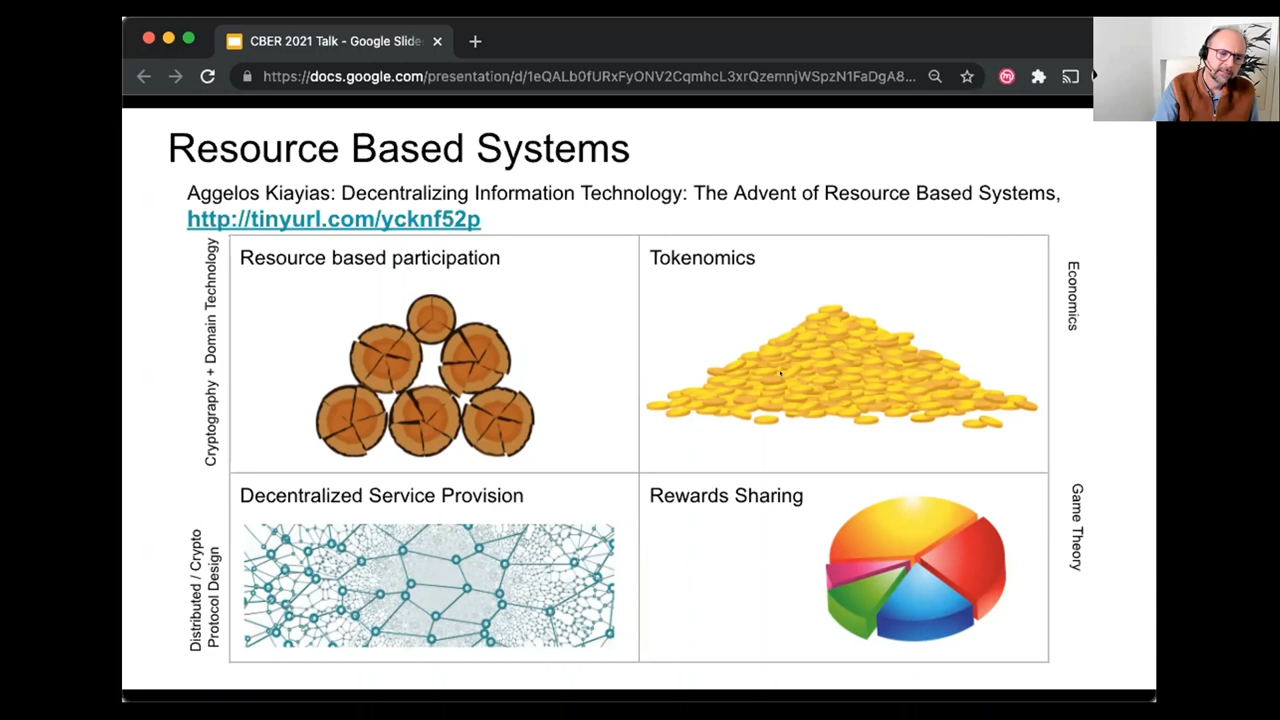 CBER 2021 Talk - Google Slide
https://docs.google.com/presentation/d/1eQALb0fURxFyONV2CqmhcL3xrQzemnjWSpzN1FaDgA8...
Resource Based Systems
Aggelos Kiayias: Decentralizing Information Technology: The Advent of Resource Based Systems,
http://tinyurl.com/ycknf52p
Cryptography + Domain Technology
Resource based participation
Tokenomics
Economics
Distributed / Crypto
Protocol Design
Decentralized Service Provision
Rewards Sharing
Game Theory